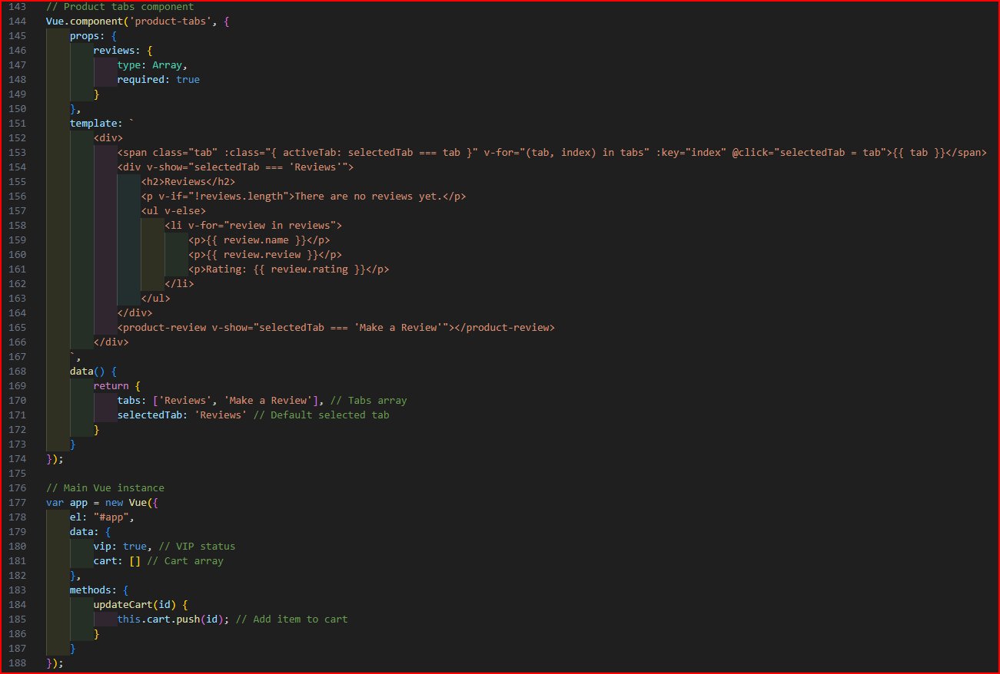 143 // Product tabs component
144 Vue.component('product-tabs', {
145     props: {
146         reviews: {
147             type: Array,
148             required: true
149         }
150     },
151     template: `
152         <div>
153             <span class="tab" :class="{ activeTab: selectedTab === tab }" v-for="(tab, index) in tabs" :key="index" @click="selectedTab = tab">{{ tab }}</span>
154             <div v-show="selectedTab === 'Reviews'">
155                 <h2>Reviews</h2>
156                 <p v-if="!reviews.length">There are no reviews yet.</p>
157                 <ul v-else>
158                     <li v-for="review in reviews">
159                         <p>{{ review.name }}</p>
160                         <p>{{ review.review }}</p>
161                         <p>Rating: {{ review.rating }}</p>
162                     </li>
163                 </ul>
164             </div>
165             <product-review v-show="selectedTab === 'Make a Review'"></product-review>
166         </div>
167     `,
168     data() {
169         return {
170             tabs: ['Reviews', 'Make a Review'], // Tabs array
171             selectedTab: 'Reviews' // Default selected tab
172         }
173     }
174 });
175
176 // Main Vue instance
177 var app = new Vue({
178     el: "#app",
179     data: {
180         vip: true, // VIP status
181         cart: [] // Cart array
182     },
183     methods: {
184         updateCart(id) {
185             this.cart.push(id); // Add item to cart
186         }
187     }
188 });